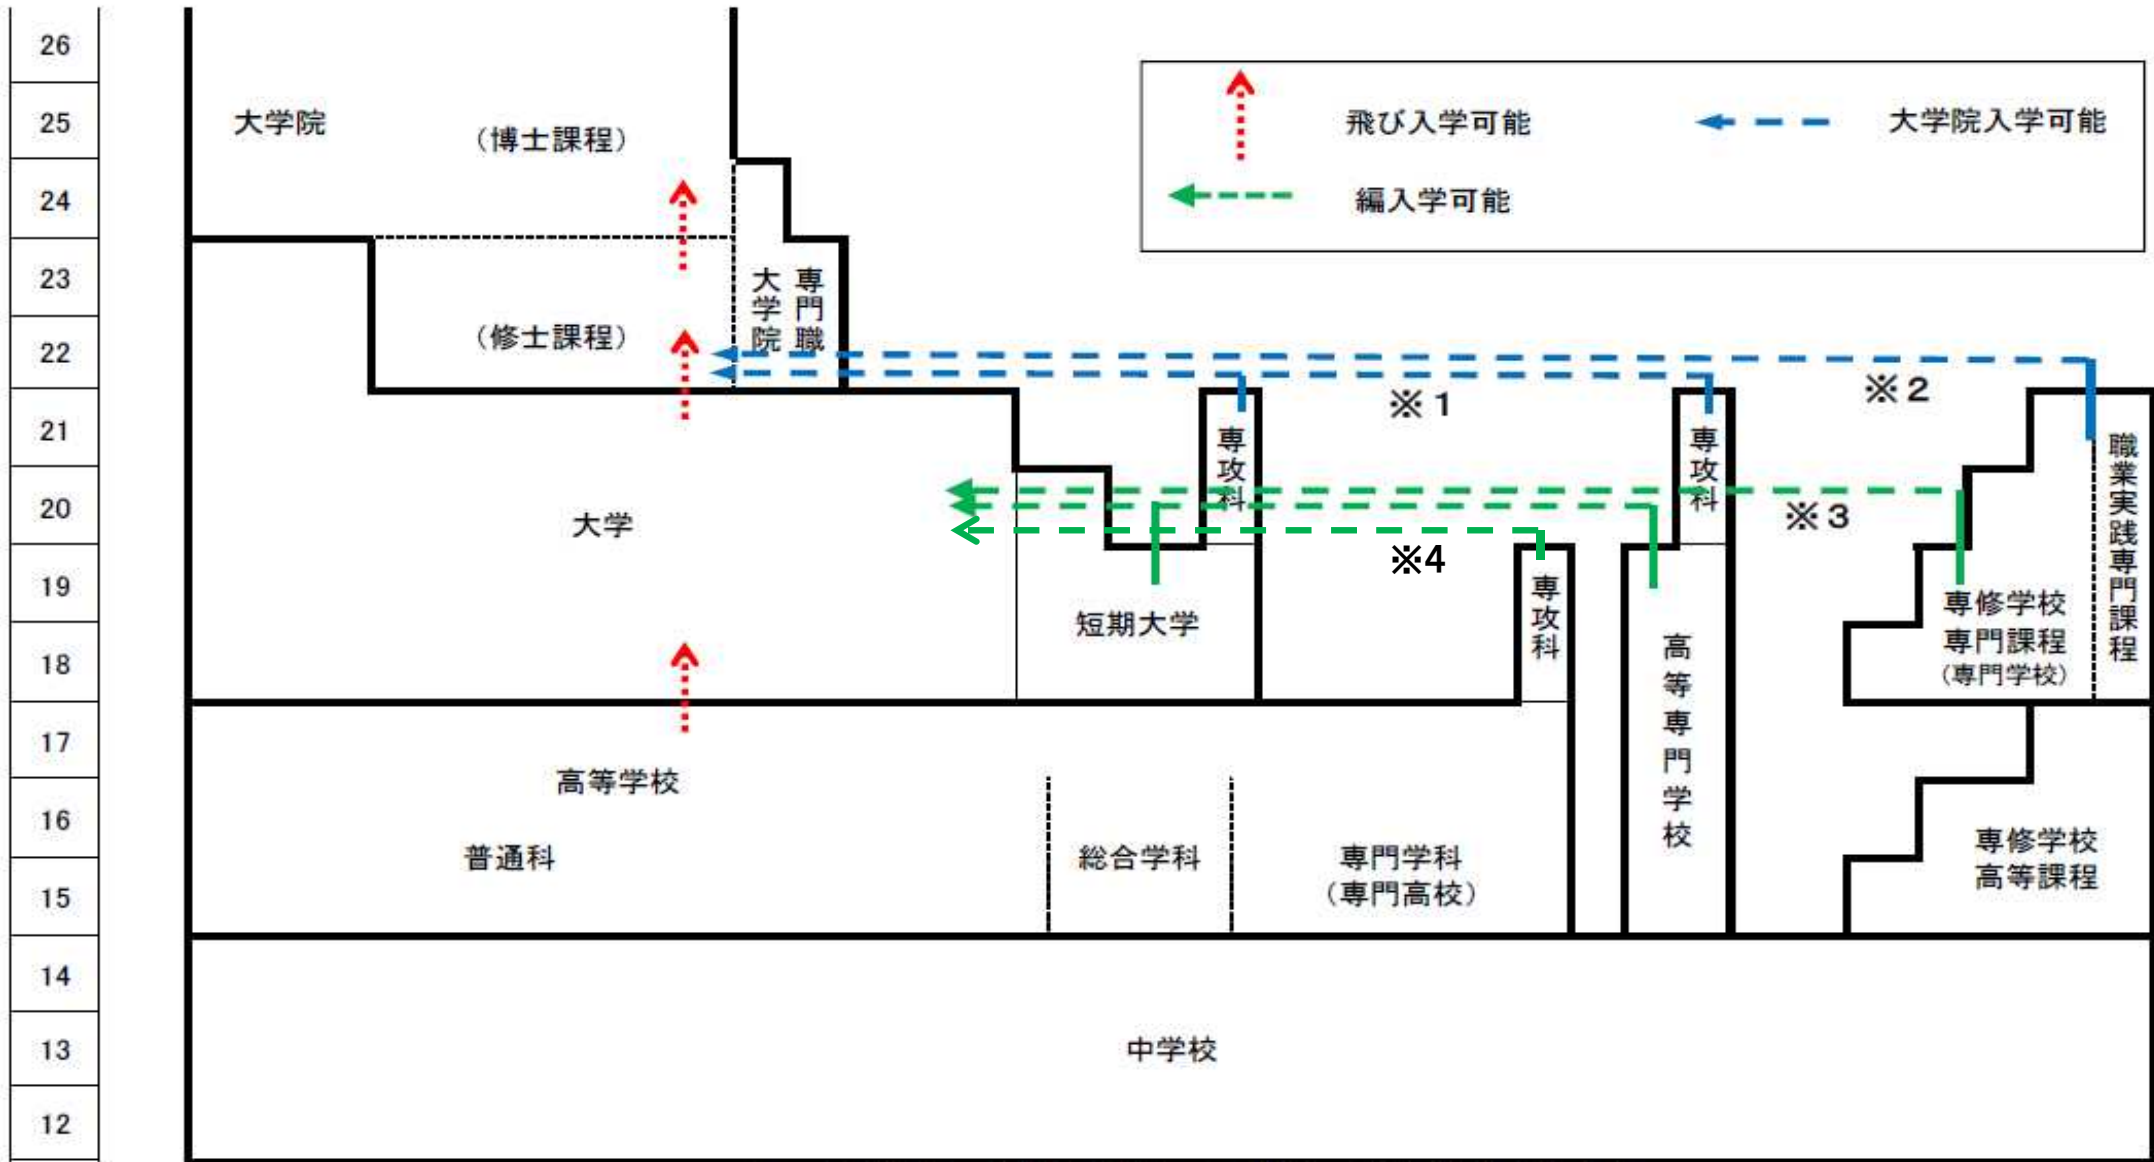 26
25
24
23
22
21
20
19
18
17
16
15
14
13
12
飛び入学可能
大学院入学可能
編入学可能
大学院
(博士課程)
(修士課程)
専門職
大学院
※1
※2
専攻科
専攻科
職業実践専門課程
大学
※3
※4
短期大学
専攻科
高等専門学校
専修学校
専門課程
(専門学校)
高等学校
普通科
総合学科
専門学科
(専門高校)
専修学校
高等課程
中学校